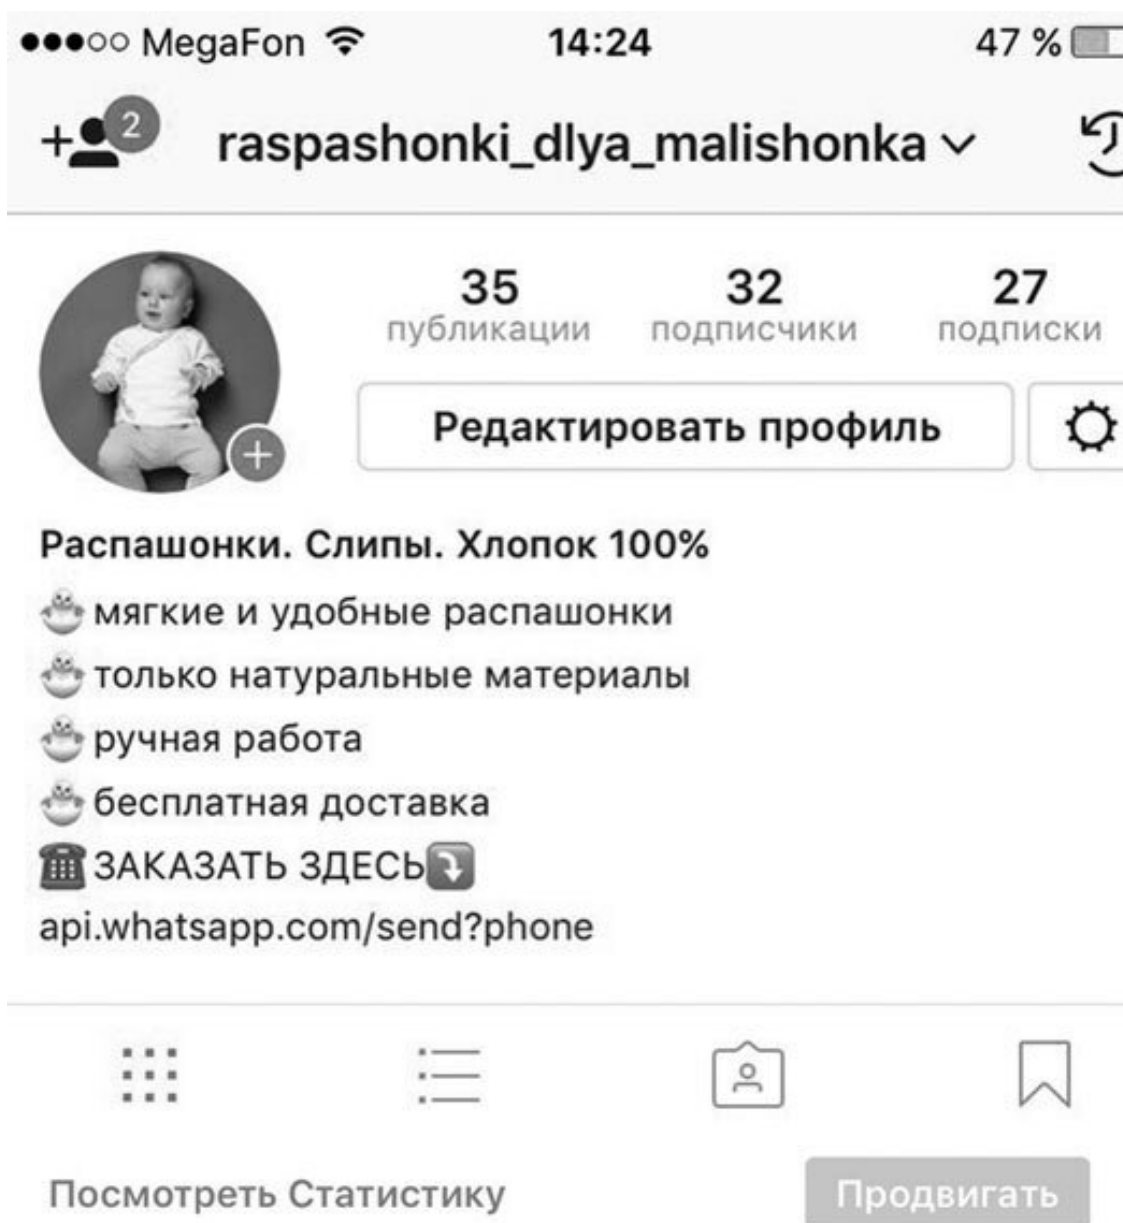 MegaFon 14:24 47 %
2 raspashonki_dlya_malishonka
35 32 27
публикации подписчики подписки
Редактировать профиль
Распашонки. Слипы. Хлопок 100%
мягкие и удобные распашонки
только натуральные материалы
ручная работа
бесплатная доставка
ЗАКАЗАТЬ ЗДЕСЬ
api.whatsapp.com/send?phone
Посмотреть Статистику Продвигать